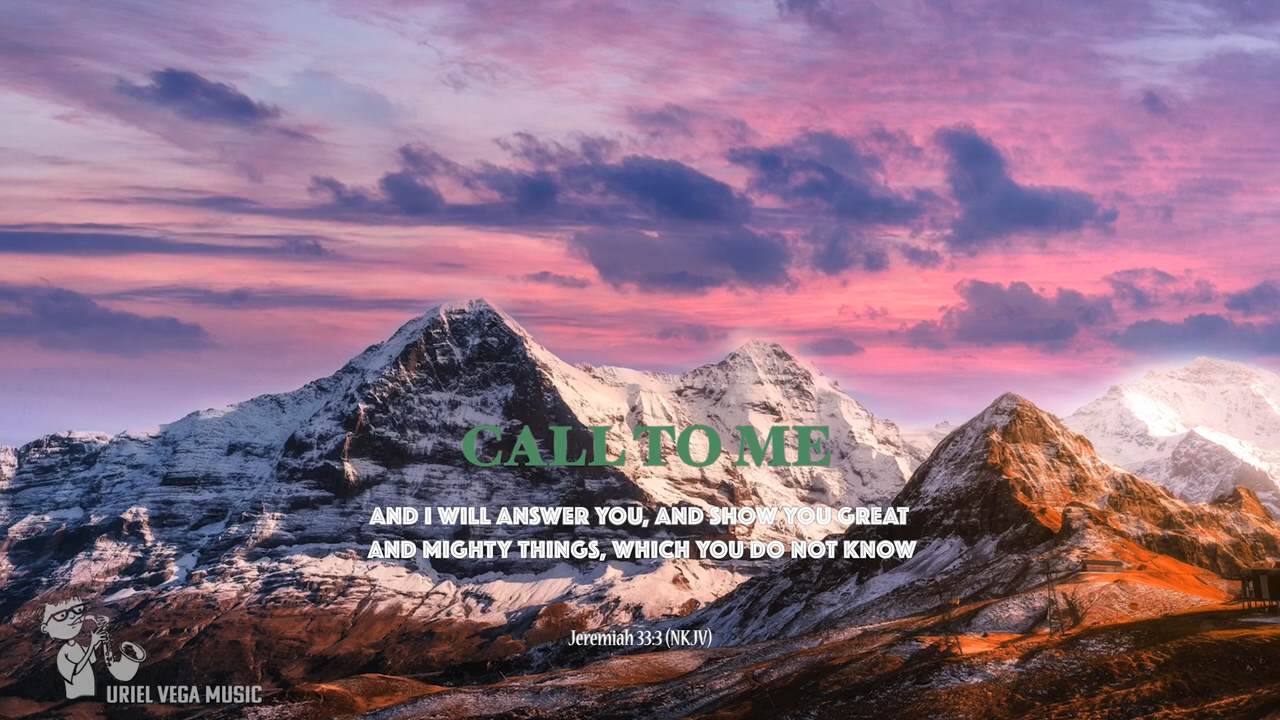 CALL TO ME
AND I WILL ANSWER YOU, AND SHOW YOU GREAT
AND MIGHTY THINGS, WHICH YOU DO NOT KNOW
Jeremiah 33:3 (NKJV)
URIEL VEGA MUSIC